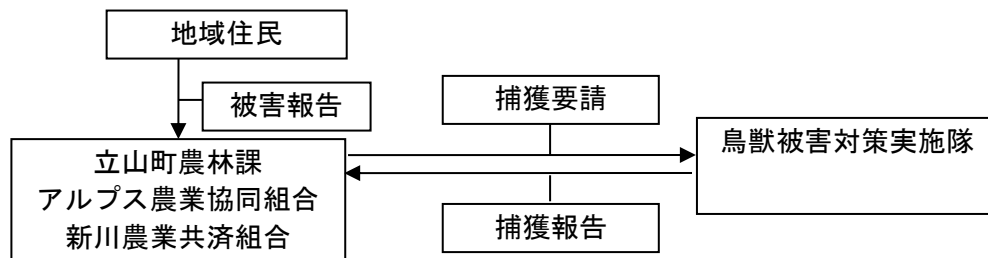 地域住民
被害報告
捕獲要請
立山町農林課
アルプス農業協同組合
新川農業共済組合
鳥獣被害対策実施隊
捕獲報告